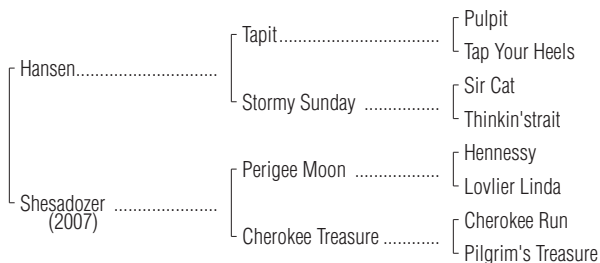 Pulpit
Tapit.................................
Tap Your Heels
Hansen.............................
Sir Cat
Stormy Sunday ................
Thinkin'strait
Hennessy
Perigee Moon ..................
Lovlier Linda
Shesadozer .....................
(2007)
Cherokee Run
Cherokee Treasure ............
Pilgrim's Treasure